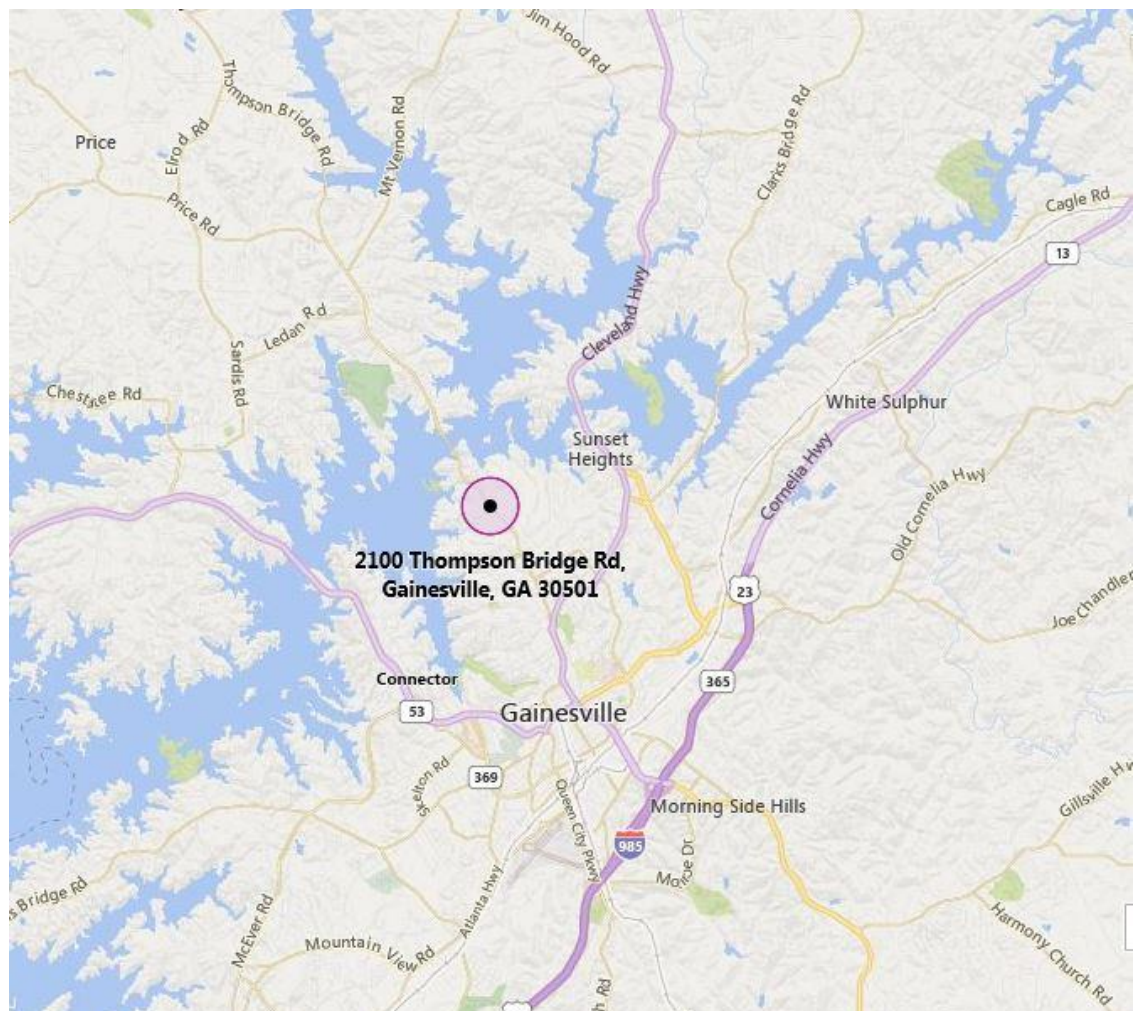 Jim Hood Rd
Thompson Bridge Rd
Mt Vernon Rd
Clarks Bridge Rd
Price
Elrod Rd
Price Rd
Cagle Rd
13
Cleveland Hwy
Ledan Rd
Sardis Rd
Chestatee Rd
White Sulphur
Sunset
Heights
Cornelia Hwy
Old Cornelia Hwy
2100 Thompson Bridge Rd,
Gainesville, GA 30501
23
Joe Chandler
Connector
365
53
Gainesville
369
Skelton Rd
Queen City Pkwy
Morning Side Hills
Gillsville
985
Monroe Dr
Bridge Rd
Atlanta Hwy
McEver Rd
Mountain View Rd
Harmony Church Rd
Rd